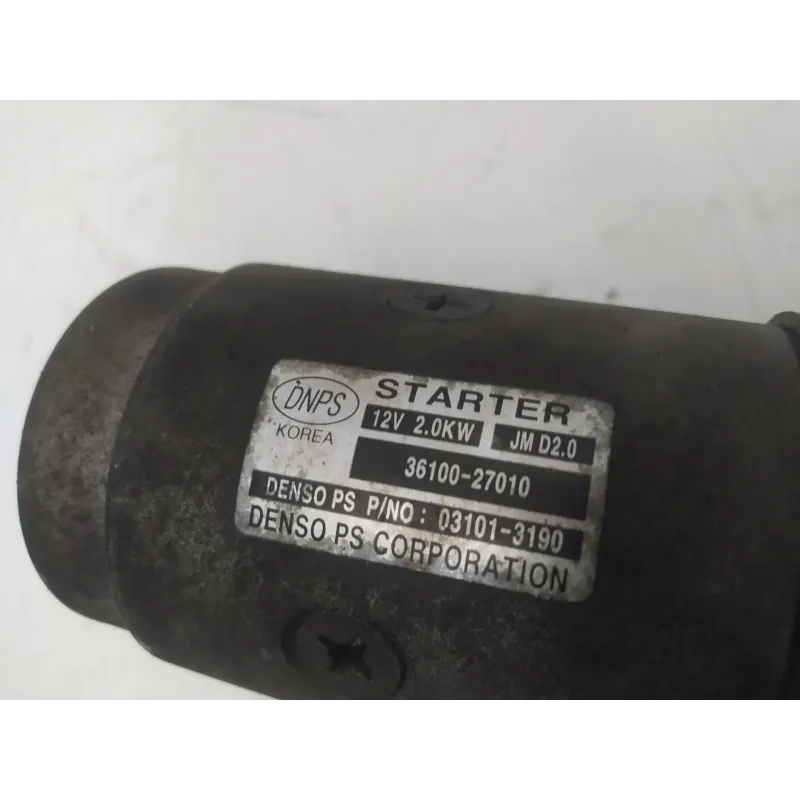 DNPS
KOREA
STARTER
12V 2.0KW JM D2.0
36100-27010
DENSO PS P/NO: 03101-3190
DENSO PS CORPORATION